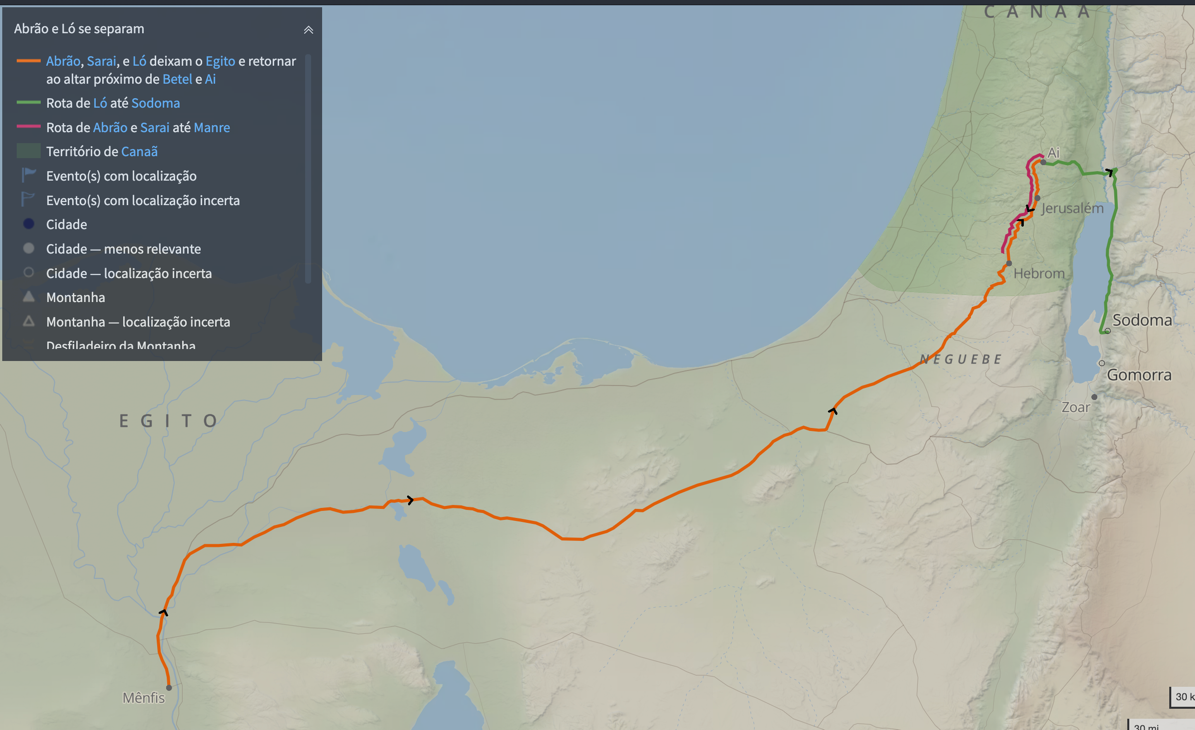 Abrão e Ló se separam
Abrão, Sarai, e Ló deixam o Egito e retornar
ao altar próximo de Betel e Ai
Rota de Ló até Sodoma
Rota de Abrão e Sarai até Manre
Território de Canaã
Evento(s) com localização
Evento(s) com localização incerta
Cidade
Cidade — menos relevante
Cidade — localização incerta
Montanha
Montanha — localização incerta
Desfiladeiro da Montanha
CANAÃ
Ai
Jerusalém
Hebrom
Sodoma
NEGUEBE
Gomorra
Zoar
EGITO
Mênfis
30 k
30 mi